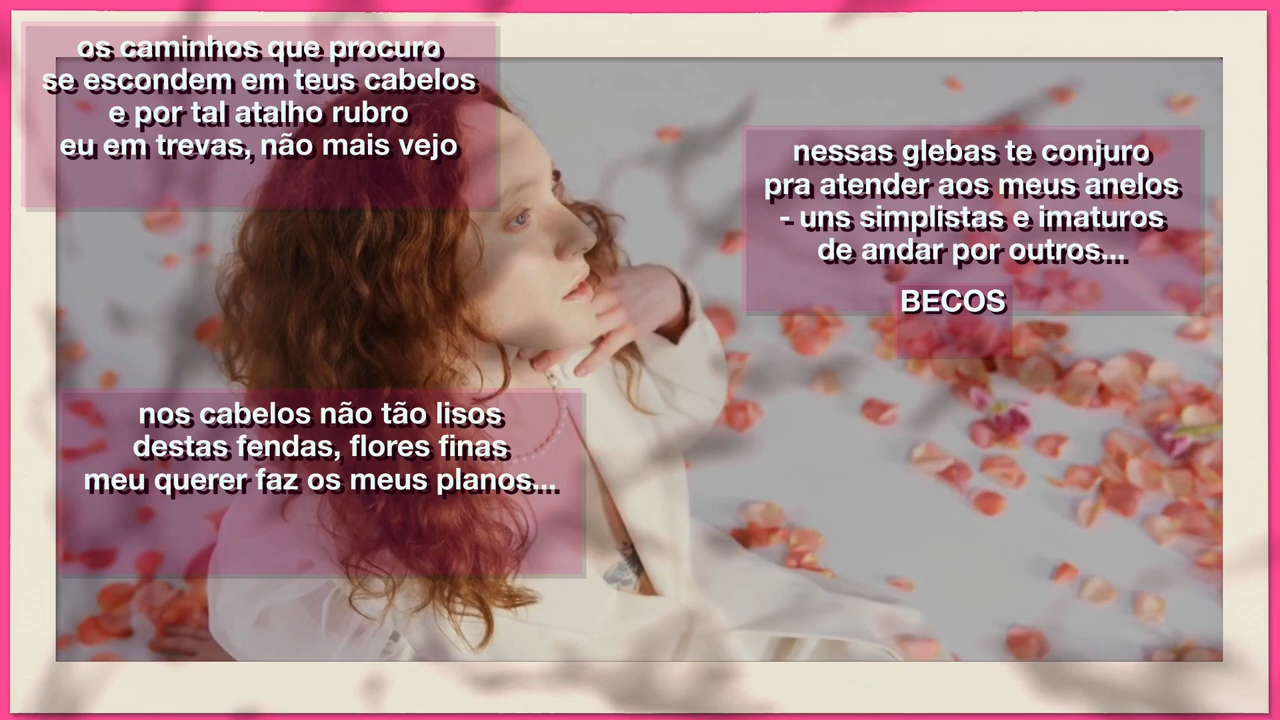 os caminhos que procuro
se escondem em teus cabelos
e por tal atalho rubro
eu em trevas, não mais vejo
nessas glebas te conjuro
pra atender aos meus anelos
- uns simplistas e imaturos
de andar por outros...
BECOS
nos cabelos não tão lisos
destas fendas, flores finas
meu querer faz os meus planos...